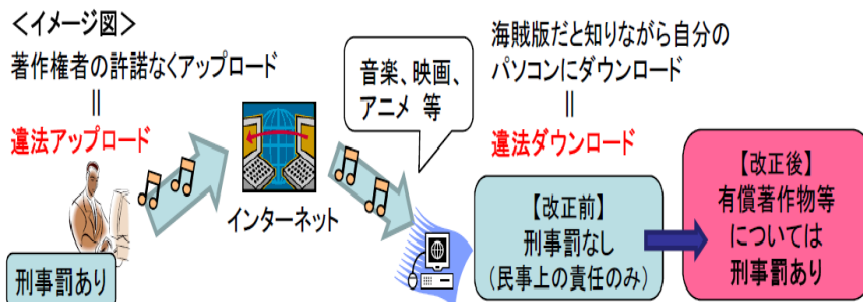 ＜イメージ図＞
著作権者の許諾なくアップロード
＝
違法アップロード
刑事罰あり
インターネット
音楽、映画、
アニメ 等
海賊版だと知りながら自分の
パソコンにダウンロード
＝
違法ダウンロード
【改正前】
刑事罰なし
（民事上の責任のみ）
【改正後】
有償著作物等
については
刑事罰あり